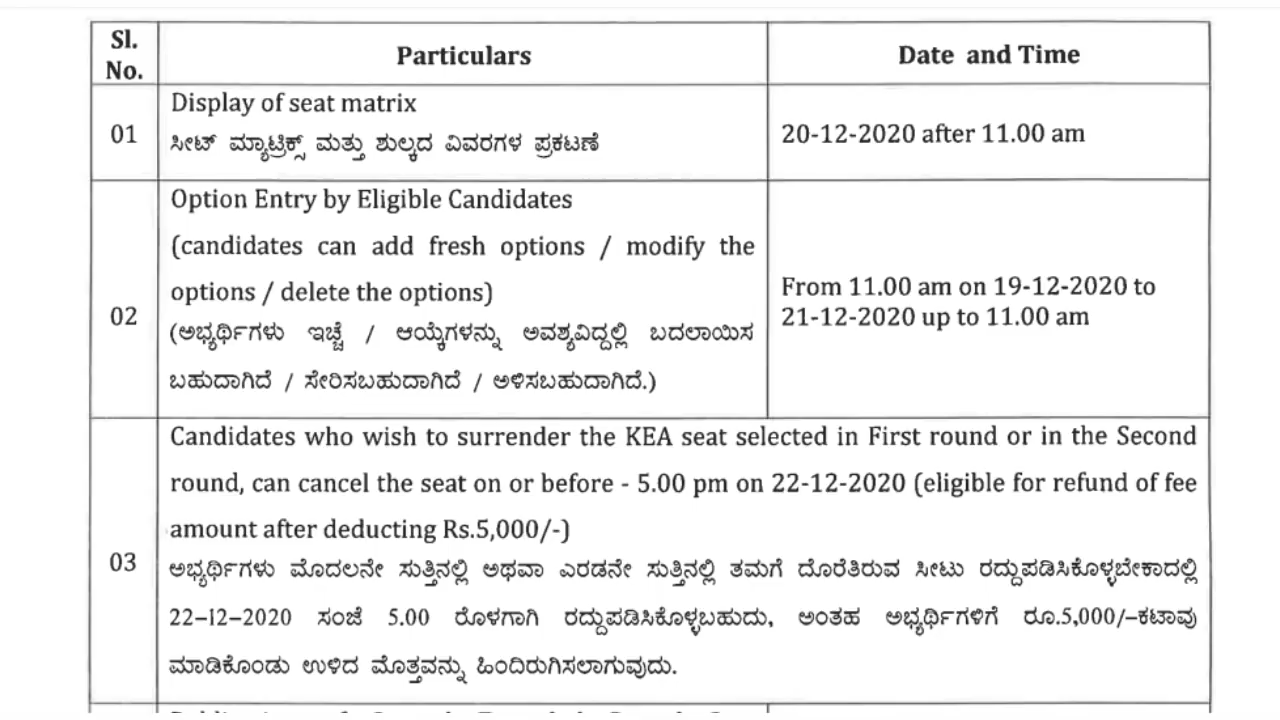 Sl.
No.
Particulars
Date and Time
01
Display of seat matrix
ಸೀಟ್ ಮ್ಯಾಟ್ರಿಕ್ಸ್ ಮತ್ತು ಶುಲ್ಕದ ವಿವರಗಳ ಪ್ರಕಟಣೆ
20-12-2020 after 11.00 am
02
Option Entry by Eligible Candidates
(candidates can add fresh options / modify the
options / delete the options)
(ಅಭ್ಯರ್ಥಿಗಳು ಇಚ್ಛೆ / ಆಯ್ಕೆಗಳನ್ನು ಅವಶ್ಯವಿದ್ದಲ್ಲಿ ಬದಲಾಯಿಸ
ಬಹುದಾಗಿದೆ / ಸೇರಿಸಬಹುದಾಗಿದೆ / ಅಳಿಸಬಹುದಾಗಿದೆ.)
From 11.00 am on 19-12-2020 to
21-12-2020 up to 11.00 am
03
Candidates who wish to surrender the KEA seat selected in First round or in the Second
round, can cancel the seat on or before - 5.00 pm on 22-12-2020 (eligible for refund of fee
amount after deducting Rs.5,000/-)
ಅಭ್ಯರ್ಥಿಗಳು ಮೊದಲನೇ ಸುತ್ತಿನಲ್ಲಿ ಅಥವಾ ಎರಡನೇ ಸುತ್ತಿನಲ್ಲಿ ತಮಗೆ ದೊರೆತಿರುವ ಸೀಟು ರದ್ದುಪಡಿಸಿಕೊಳ್ಳಬೇಕಾದಲ್ಲಿ
22–12–2020 ಸಂಜೆ 5.00 ರೊಳಗಾಗಿ ರದ್ದುಪಡಿಸಿಕೊಳ್ಳಬಹುದು, ಅಂತಹ ಅಭ್ಯರ್ಥಿಗಳಿಗೆ ರೂ.5,000/–ಕಟಾವು
ಮಾಡಿಕೊಂಡು ಉಳಿದ ಮೊತ್ತವನ್ನು ಹಿಂದಿರುಗಿಸಲಾಗುವುದು.